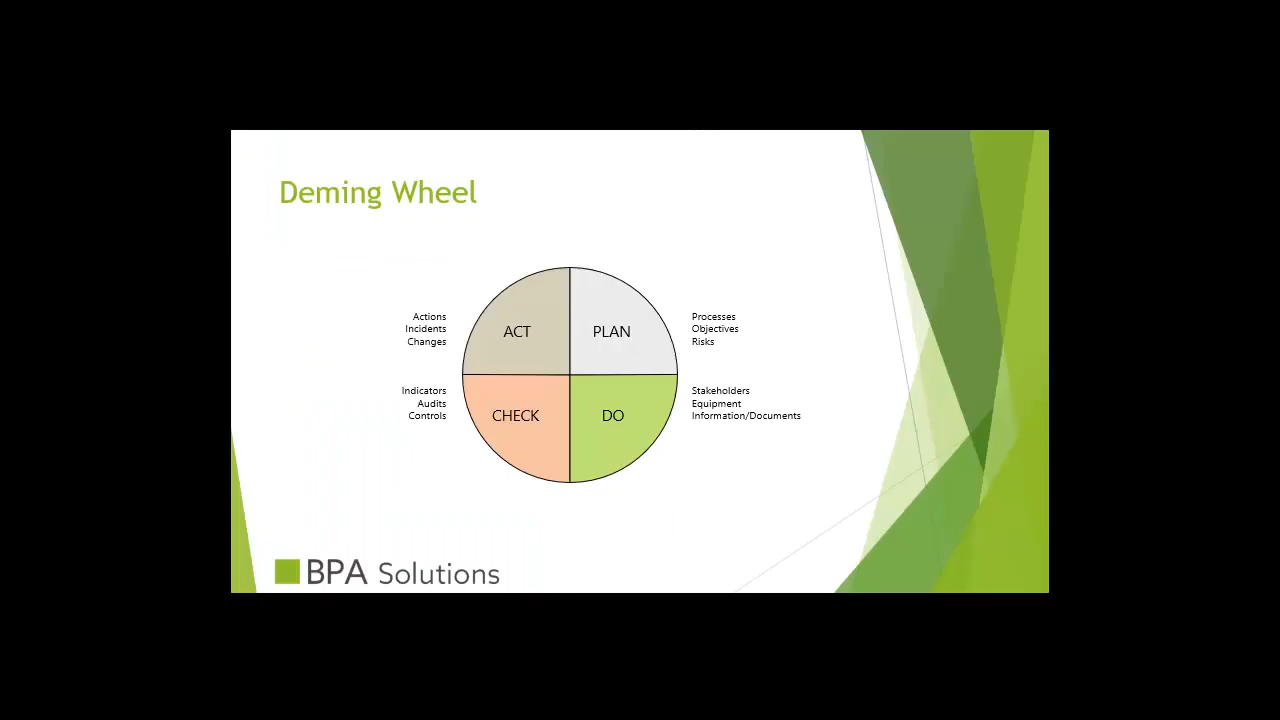 Deming Wheel
Actions
Incidents
Changes
ACT
PLAN
Processes
Objectives
Risks
Indicators
Audits
Controls
CHECK
DO
Stakeholders
Equipment
Information/Documents
BPA Solutions